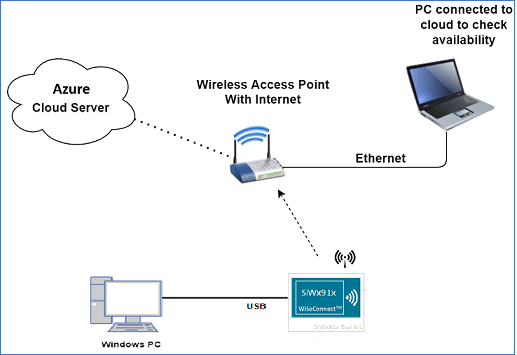 PC connected to
cloud to check
availability
Azure
Cloud Server
Wireless Access Point
With Internet
Ethernet
SiWx91x
WiSeConnect™
USB
SiWx91x Eval Kit
Windows PC